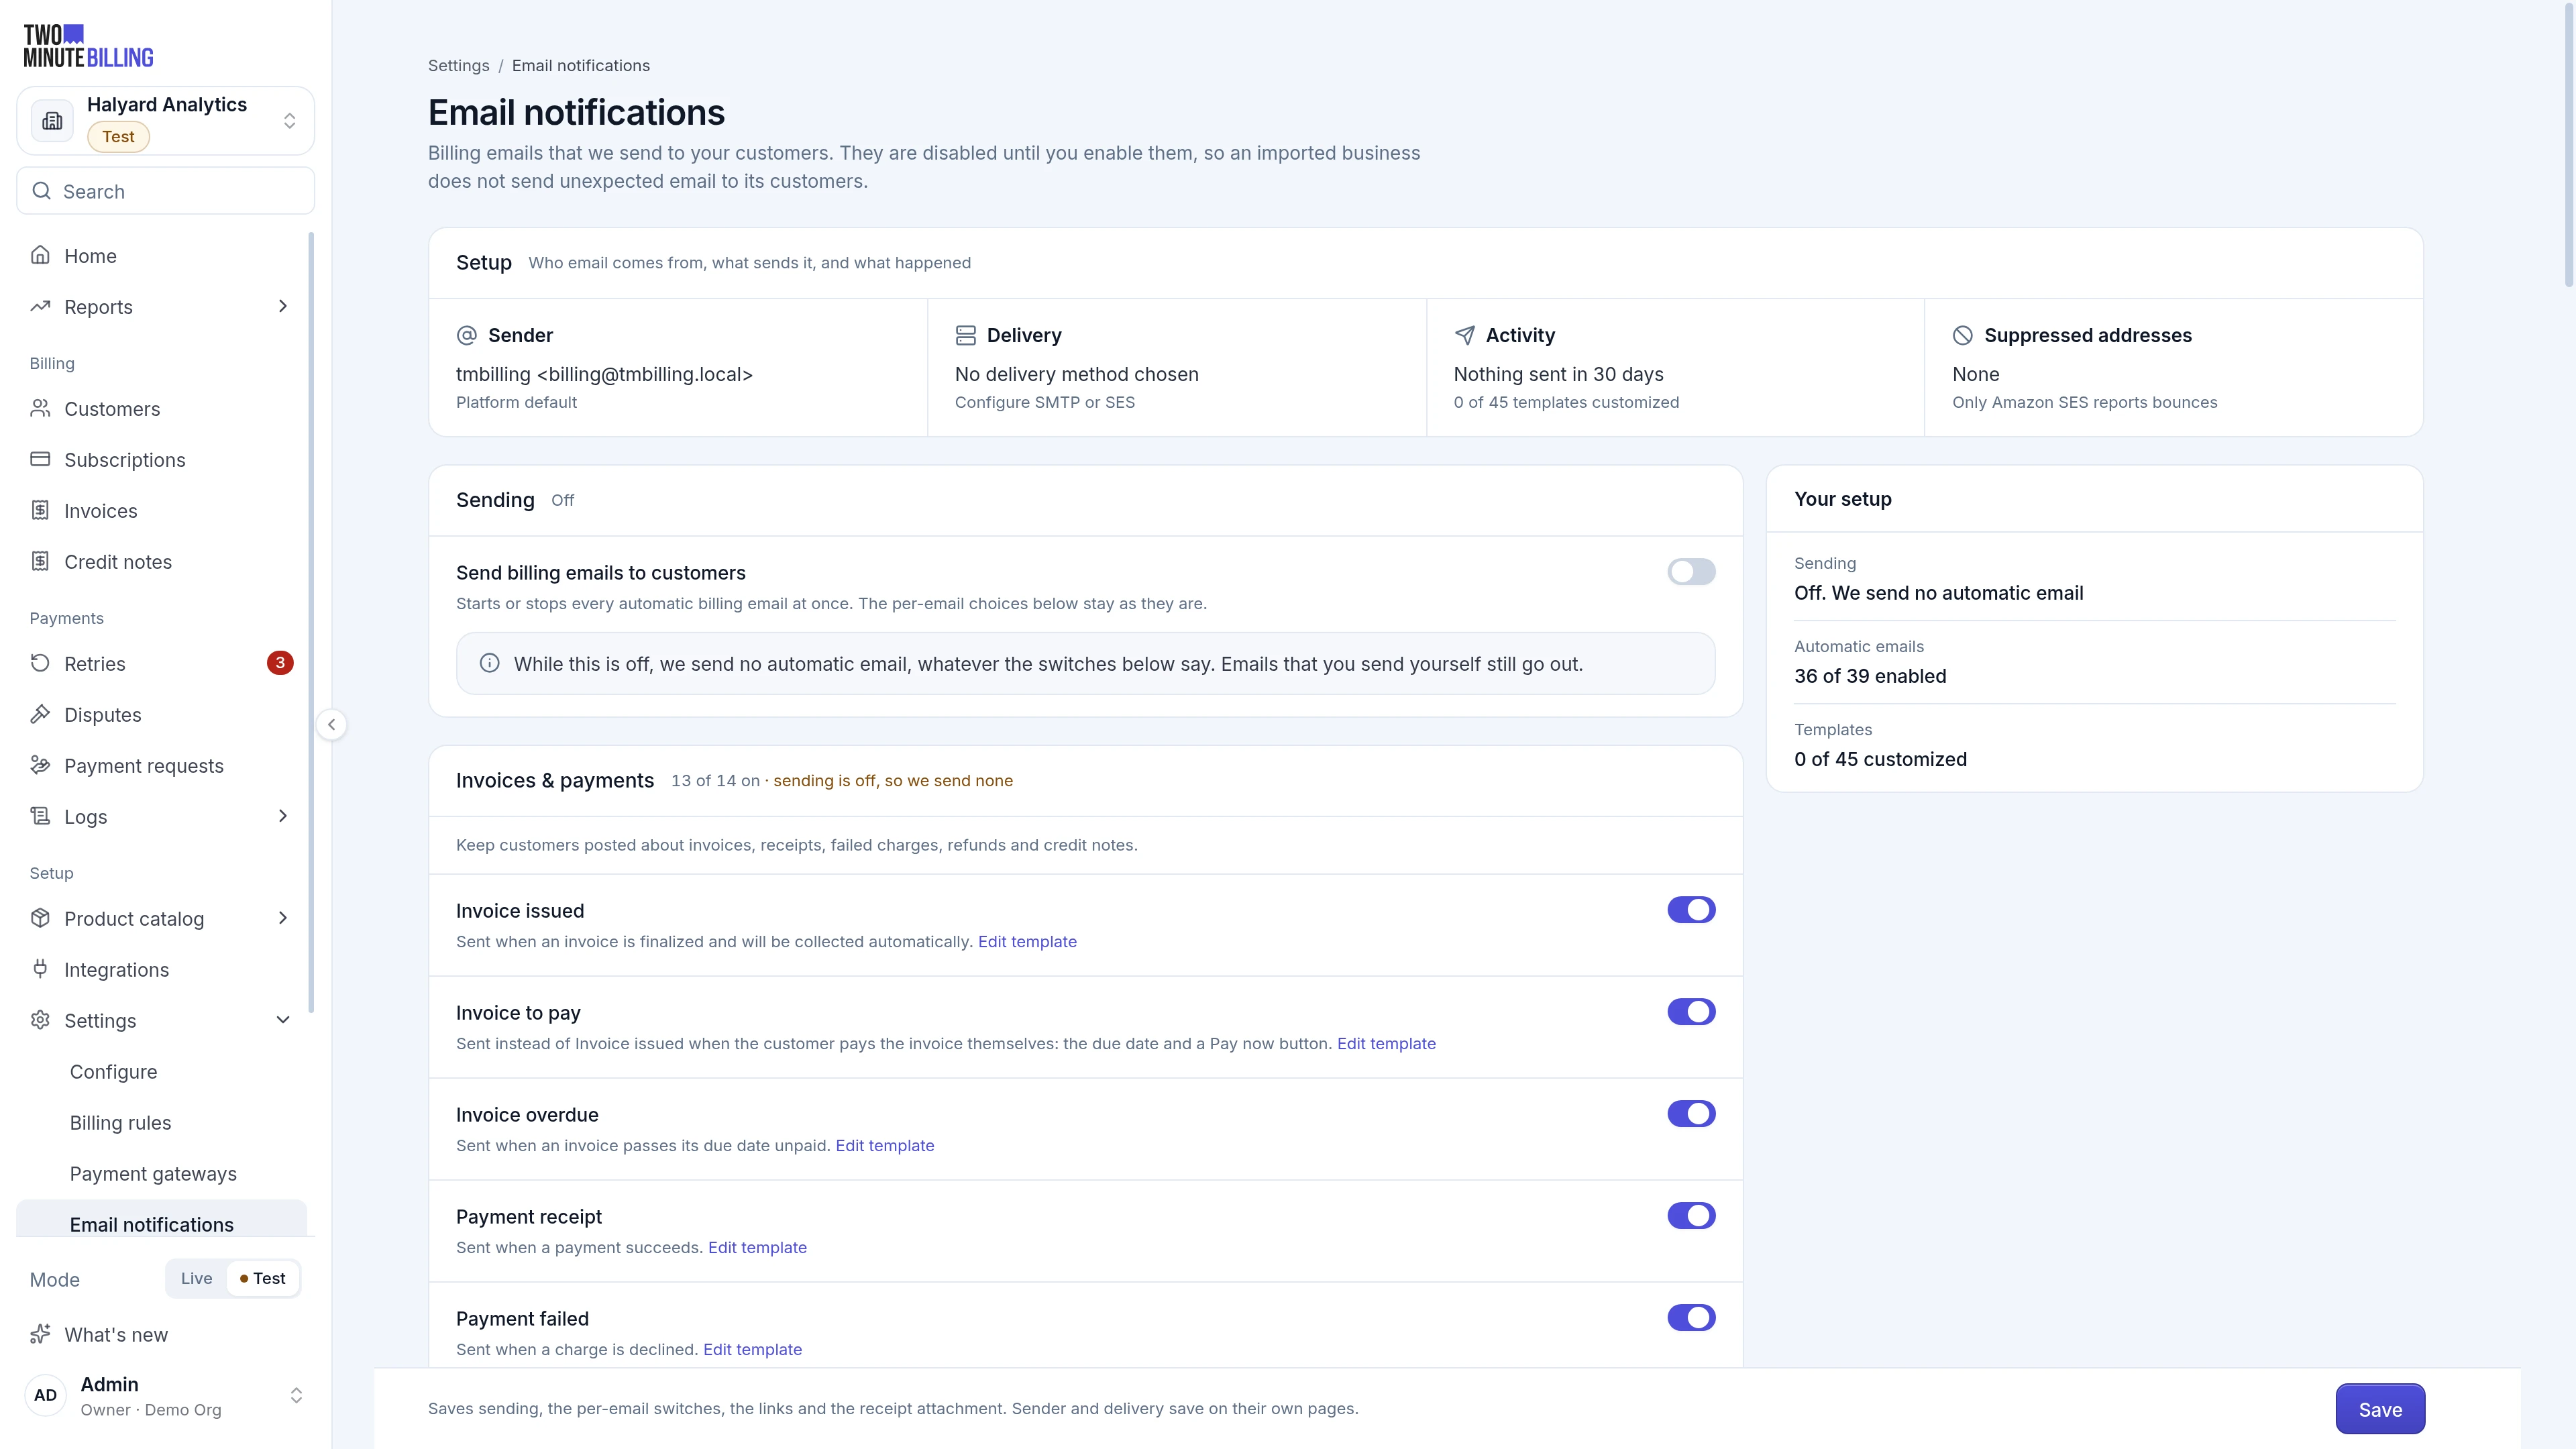 TWO
MINUTE BILLING
Halyard Analytics
Test
Search
Home
Reports
Billing
Customers
Subscriptions
Invoices
Credit notes
Payments
Retries 3
Disputes
Payment requests
Logs
Setup
Product catalog
Integrations
Settings
Configure
Billing rules
Payment gateways
Email notifications
Mode Live Test
What's new
AD Admin
Owner · Demo Org
Settings / Email notifications
Email notifications
Billing emails that we send to your customers. They are disabled until you enable them, so an imported business
does not send unexpected email to its customers.
Setup Who email comes from, what sends it, and what happened
Sender
tmbilling <billing@tmbilling.local>
Platform default
Delivery
No delivery method chosen
Configure SMTP or SES
Activity
Nothing sent in 30 days
0 of 45 templates customized
Suppressed addresses
None
Only Amazon SES reports bounces
Sending Off
Send billing emails to customers
Starts or stops every automatic billing email at once. The per-email choices below stay as they are.
While this is off, we send no automatic email, whatever the switches below say. Emails that you send yourself still go out.
Invoices & payments 13 of 14 on · sending is off, so we send none
Keep customers posted about invoices, receipts, failed charges, refunds and credit notes.
Invoice issued
Sent when an invoice is finalized and will be collected automatically. Edit template
Invoice to pay
Sent instead of Invoice issued when the customer pays the invoice themselves: the due date and a Pay now button. Edit template
Invoice overdue
Sent when an invoice passes its due date unpaid. Edit template
Payment receipt
Sent when a payment succeeds. Edit template
Payment failed
Sent when a charge is declined. Edit template
Your setup
Sending
Off. We send no automatic email
Automatic emails
36 of 39 enabled
Templates
0 of 45 customized
Saves sending, the per-email switches, the links and the receipt attachment. Sender and delivery save on their own pages.
Save